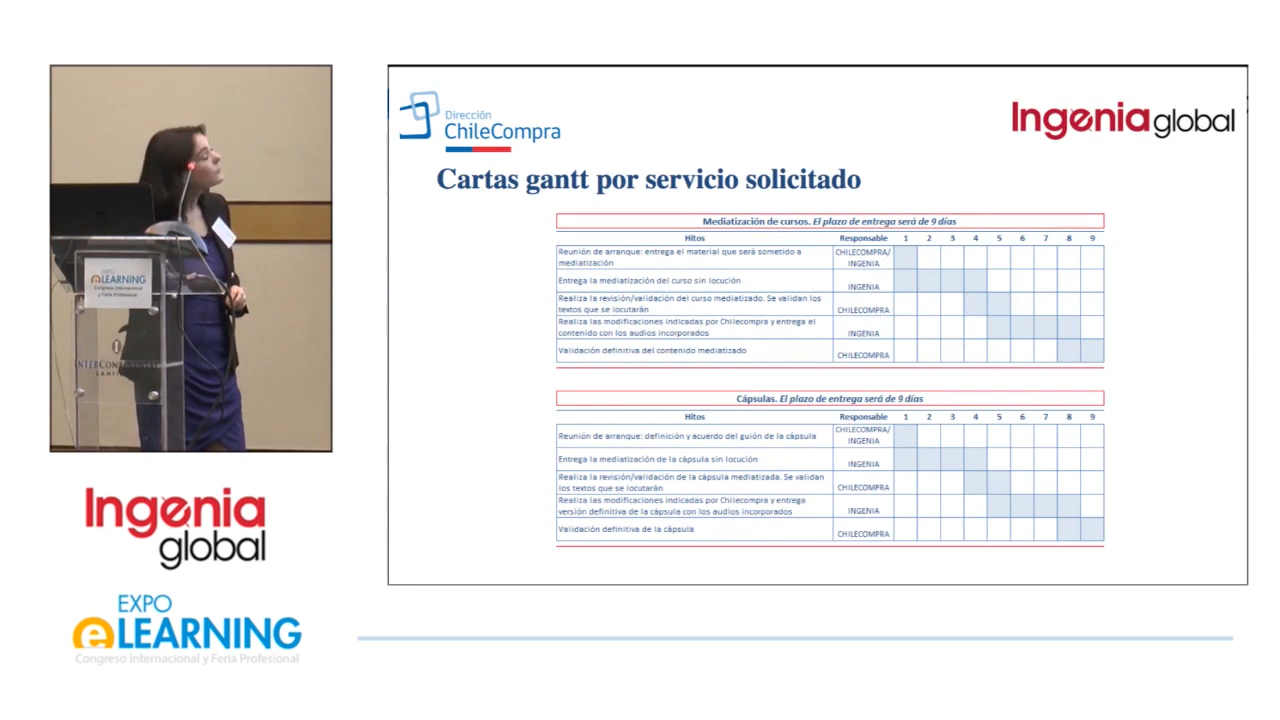 Dirección
ChileCompra
Ingenia global
Cartas gantt por servicio solicitado
Mediatización de cursos. El plazo de entrega será de 9 días
Hitos Responsable 1 2 3 4 5 6 7 8 9
Reunión de arranque: entrega el material que será sometido a
mediatización
CHILECOMPRA/
INGENIA
Entrega la mediatización del curso sin locución
INGENIA
Realiza la revisión/validación del curso mediatizado. Se validan los
textos que se locutarán
CHILECOMPRA
Realiza las modificaciones indicadas por Chilecompra y entrega el
contenido con los audios incorporados
INGENIA
Validación definitiva del contenido mediatizado
CHILECOMPRA
Cápsulas. El plazo de entrega será de 9 días
Hitos Responsable 1 2 3 4 5 6 7 8 9
Reunión de arranque: definición y acuerdo del guión de la cápsula
CHILECOMPRA/
INGENIA
Entrega la mediatización de la cápsula sin locución
INGENIA
Realiza la revisión/validación de la cápsula mediatizada. Se validan
los textos que se locutarán
CHILECOMPRA
Realiza las modificaciones indicadas por Chilecompra y entrega
versión definitiva de la cápsula con los audios incorporados
INGENIA
Validación definitiva de la cápsula
CHILECOMPRA
EXPO
eLEARNING
Congreso Internacional
y Feria Profesional
INTERCONTINENTAL
Ingenia
global
EXPO
eLEARNING
Congreso Internacional y Feria Profesional